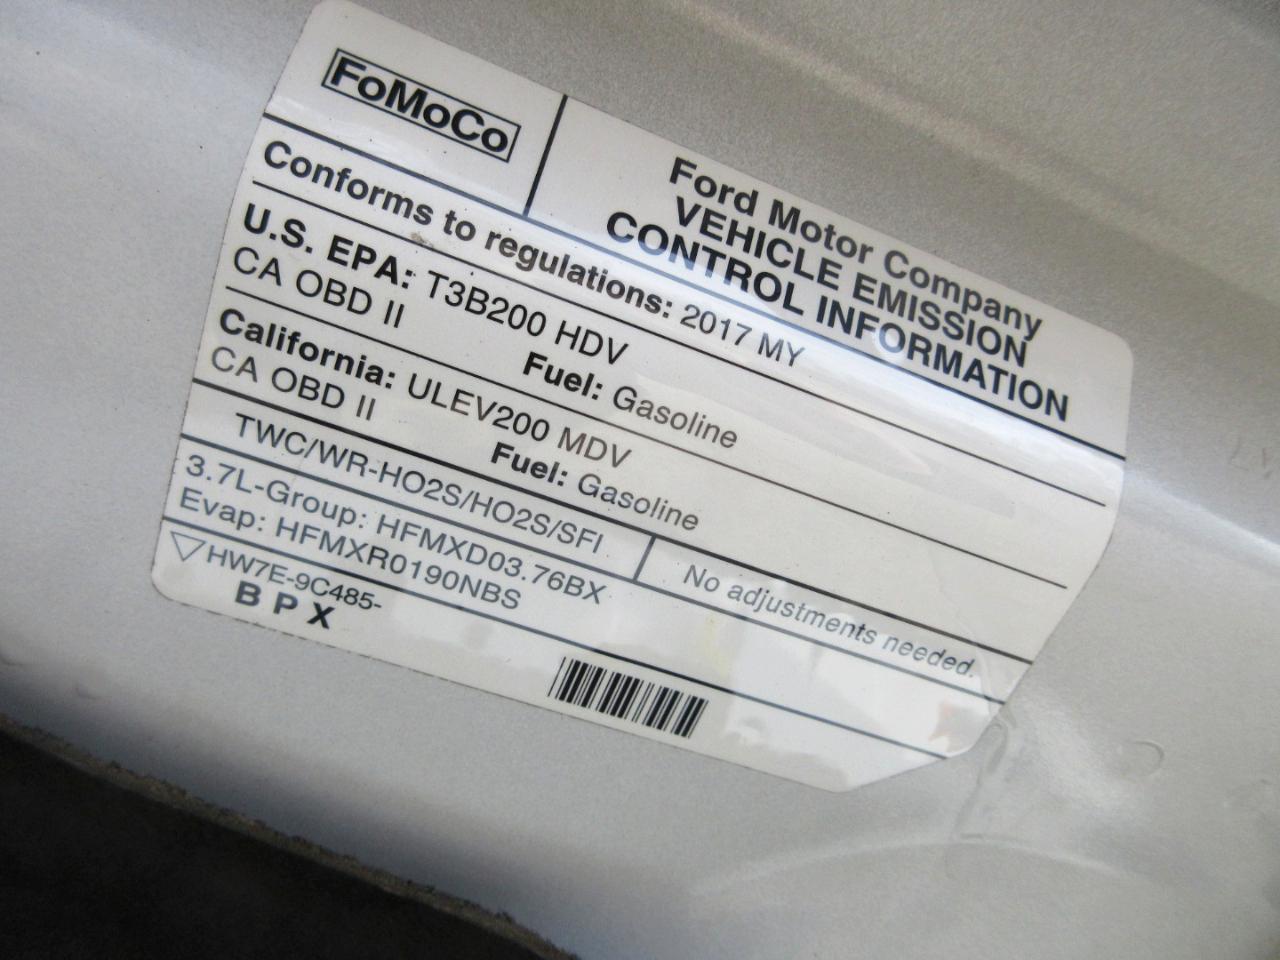 FoMoCo
Ford Motor Company
VEHICLE EMISSION
CONTROL INFORMATION
Conforms to regulations: 2017 MY
U.S. EPA: T3B200 HDV
CA OBD II Fuel: Gasoline
California: ULEV200 MDV
CA OBD II Fuel: Gasoline
TWC/WR-HO2S/HO2S/SFI
No adjustments needed.
3.7L-Group: HFMXD03.76BX
Evap: HFMXR0190NBS
HW7E-9C485-
BPX